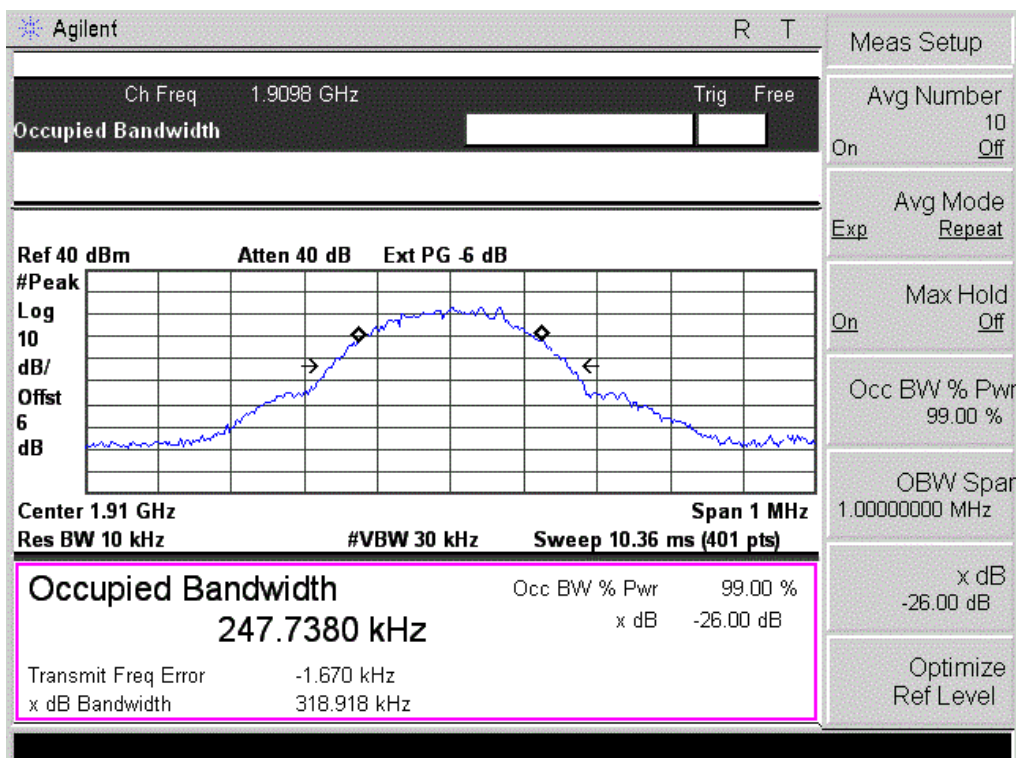 Agilent
R T
Ch Freq 1.9098 GHz Trig Free
Occupied Bandwidth
Ref 40 dBm Atten 40 dB Ext PG -6 dB
#Peak
Log
10
dB/
Offst
6
dB
Center 1.91 GHz Span 1 MHz
Res BW 10 kHz #VBW 30 kHz Sweep 10.36 ms (401 pts)
Occupied Bandwidth
247.7380 kHz
Occ BW % Pwr 99.00 %
x dB -26.00 dB
Transmit Freq Error -1.670 kHz
x dB Bandwidth 318.918 kHz
Meas Setup
Avg Number
10
On Off
Avg Mode
Exp Repeat
Max Hold
On Off
Occ BW % Pwr
99.00 %
OBW Span
1.00000000 MHz
x dB
-26.00 dB
Optimize
Ref Level